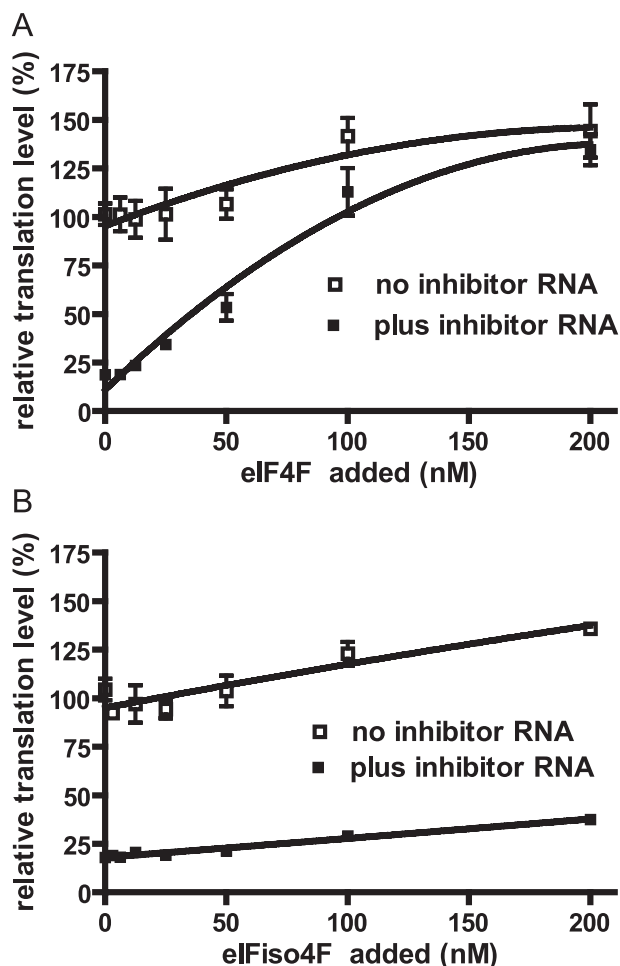 A
relative translation level (%)
175
150
125
100
75
50
25
0
no inhibitor RNA
plus inhibitor RNA
0 50 100 150 200
eIF4F added (nM)
B
relative translation level (%)
175
150
125
100
75
50
25
0
no inhibitor RNA
plus inhibitor RNA
0 50 100 150 200
eIFiso4F added (nM)